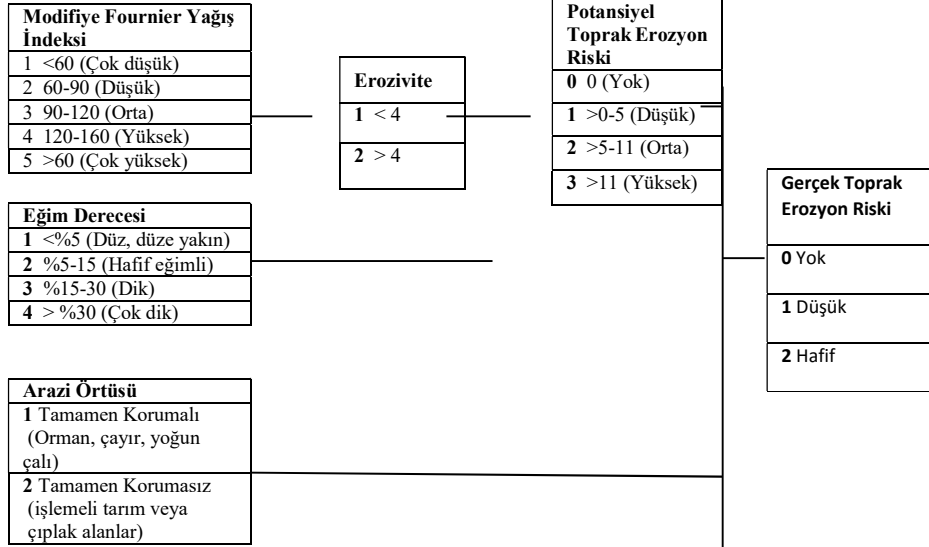 Modifiye Fournier Yağış
İndeksi
1 <60 (Çok düşük)
2 60-90 (Düşük)
3 90-120 (Orta)
4 120-160 (Yüksek)
5 >60 (Çok yüksek)
Erozivite
1 < 4
2 > 4
Potansiyel
Toprak Erozyon
Riski
0 0 (Yok)
1 >0-5 (Düşük)
2 >5-11 (Orta)
3 >11 (Yüksek)
Eğim Derecesi
1 <%5 (Düz, düze yakın)
2 %5-15 (Hafif eğimli)
3 %15-30 (Dik)
4 > %30 (Çok dik)
Gerçek Toprak
Erozyon Riski
0 Yok
1 Düşük
2 Hafif
Arazi Örtüsü
1 Tamamen Korumalı
(Orman, çayır, yoğun
çalı)
2 Tamamen Korumasız
(işlemeli tarım veya
çıplak alanlar)